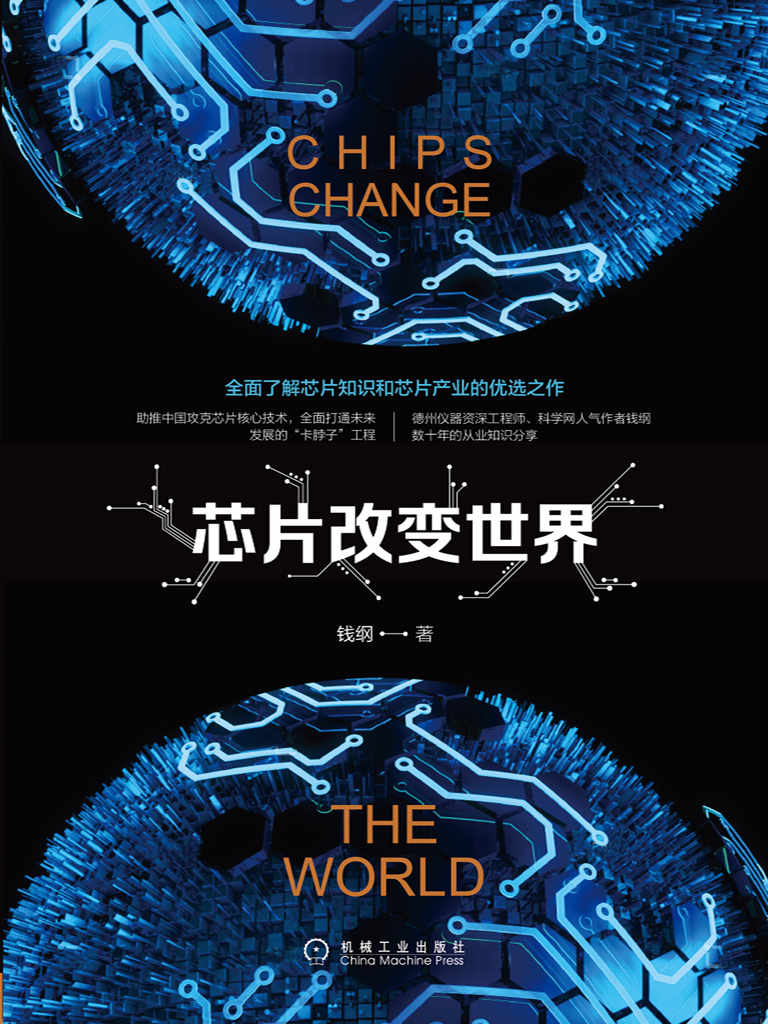 CHIPS
CHANGE
全面了解芯片知识和芯片产业的优选之作
助推中国攻克芯片核心技术，全面打通未来
发展的“卡脖子”工程
德州仪器资深工程师、科学网人气作者钱纲
数十年的从业知识分享
芯片改变世界
钱纲 著
THE
WORLD
机械工业出版社
China Machine Press